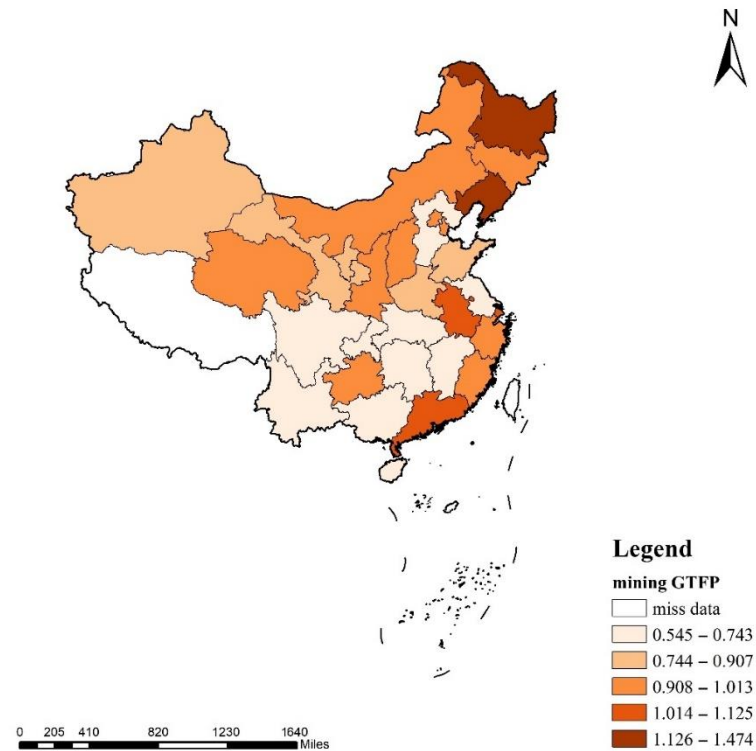 N
Legend
mining GTFP
miss data
0.545 – 0.743
0.744 – 0.907
0.908 – 1.013
1.014 – 1.125
1.126 – 1.474
0 205 410 820 1230 1640
Miles